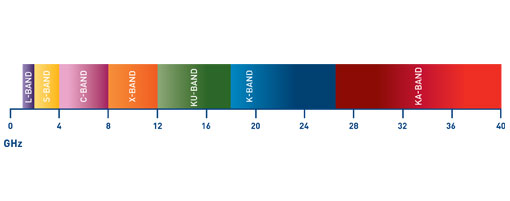 L-BAND
S-BAND
C-BAND
X-BAND
KU-BAND
K-BAND
KA-BAND
0 4 8 12 16 20 24 28 32 36 40
GHz